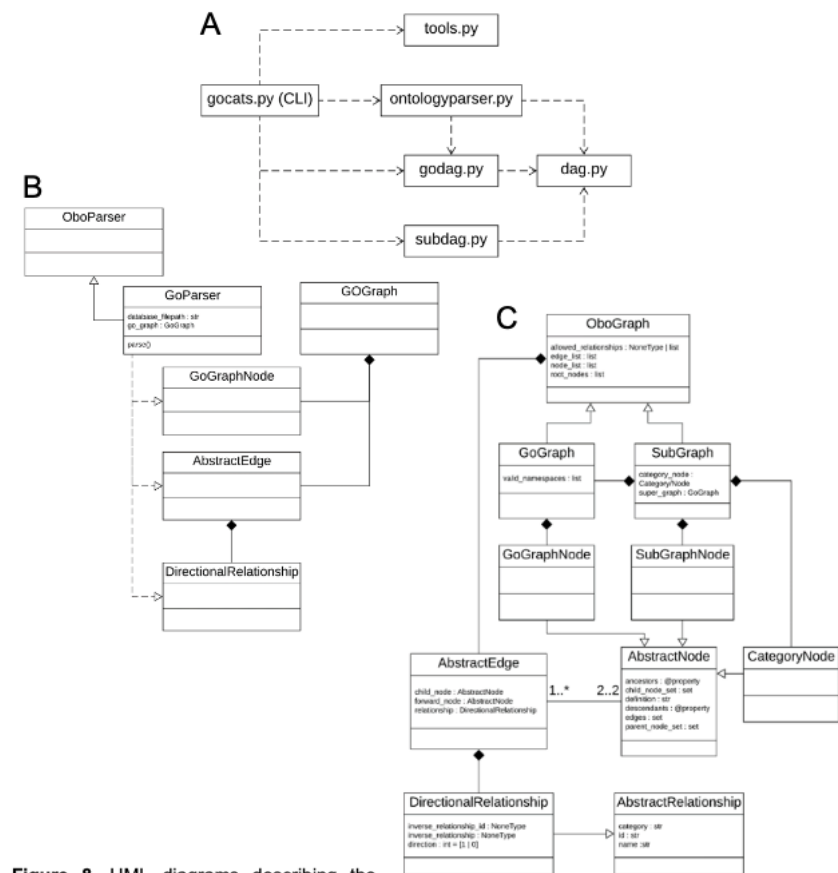 A
tools.py
gocats.py (CLI)
ontologyparser.py
godag.py
dag.py
subdag.py
B
OboParser
GoParser
database_filepath : str
go_graph : GoGraph
parse()
GOGraph
GoGraphNode
AbstractEdge
DirectionalRelationship
C
OboGraph
allowed_relationships : NoneType | list
edge_list : list
node_list : list
root_nodes : list
GoGraph
valid_namespaces : list
SubGraph
category_node :
CategoryNode
super_graph : GoGraph
GoGraphNode
SubGraphNode
AbstractEdge
child_node : AbstractNode
forward_node : AbstractNode
relationship : DirectionalRelationship
1..*
2..2
AbstractNode
ancestors : @property
child_node_set : set
definition : str
descendants : @property
edges : set
parent_node_set : set
CategoryNode
DirectionalRelationship
inverse_relationship_id : NoneType
inverse_relationship : NoneType
direction : int = [1 | 0]
AbstractRelationship
category : str
id : str
name :str
Figure 8. UML diagrams describing the